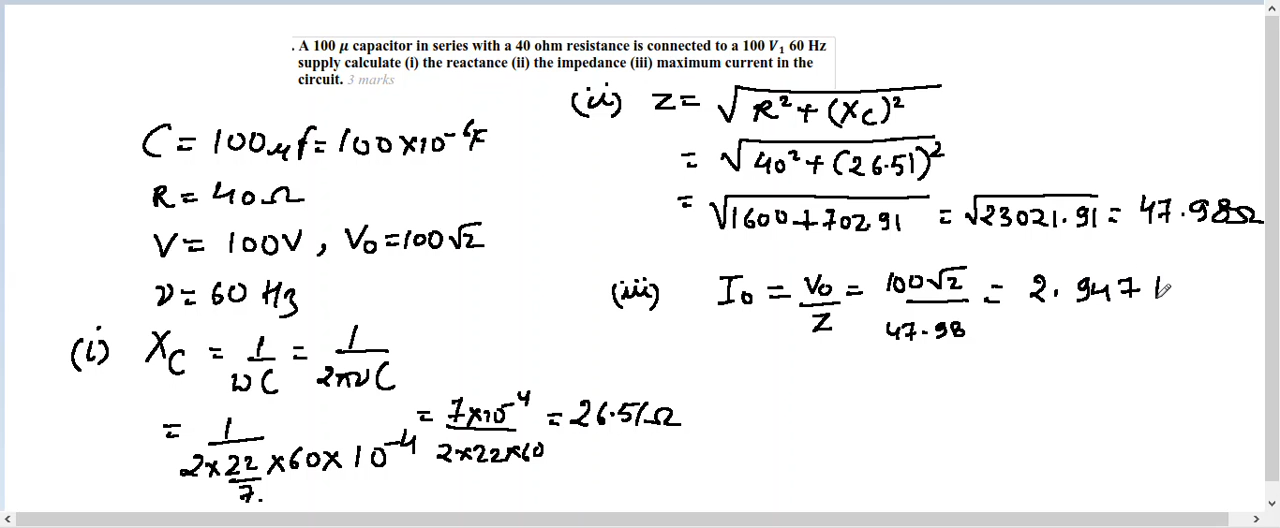 . A 100 μ capacitor in series with a 40 ohm resistance is connected to a 100 V₁ 60 Hz
supply calculate (i) the reactance (ii) the impedance (iii) maximum current in the
circuit. 3 marks
C = 100μf = 100×10⁻⁶F
R = 40Ω
V = 100V, V₀ = 100√2
ν = 60 Hz
(i) X_C = 1/ωC = 1/2πνC
= 1/(2×22/7×60×10⁻⁴) = 7×10⁻⁴/2×22×60 = 26.51Ω
(ii) Z = √R²+(X_C)²
= √40²+(26.51)²
= √1600+702.91 = √23021.91 = 47.98Ω
(iii) I₀ = V₀/Z = 100√2/47.98 = 2.947